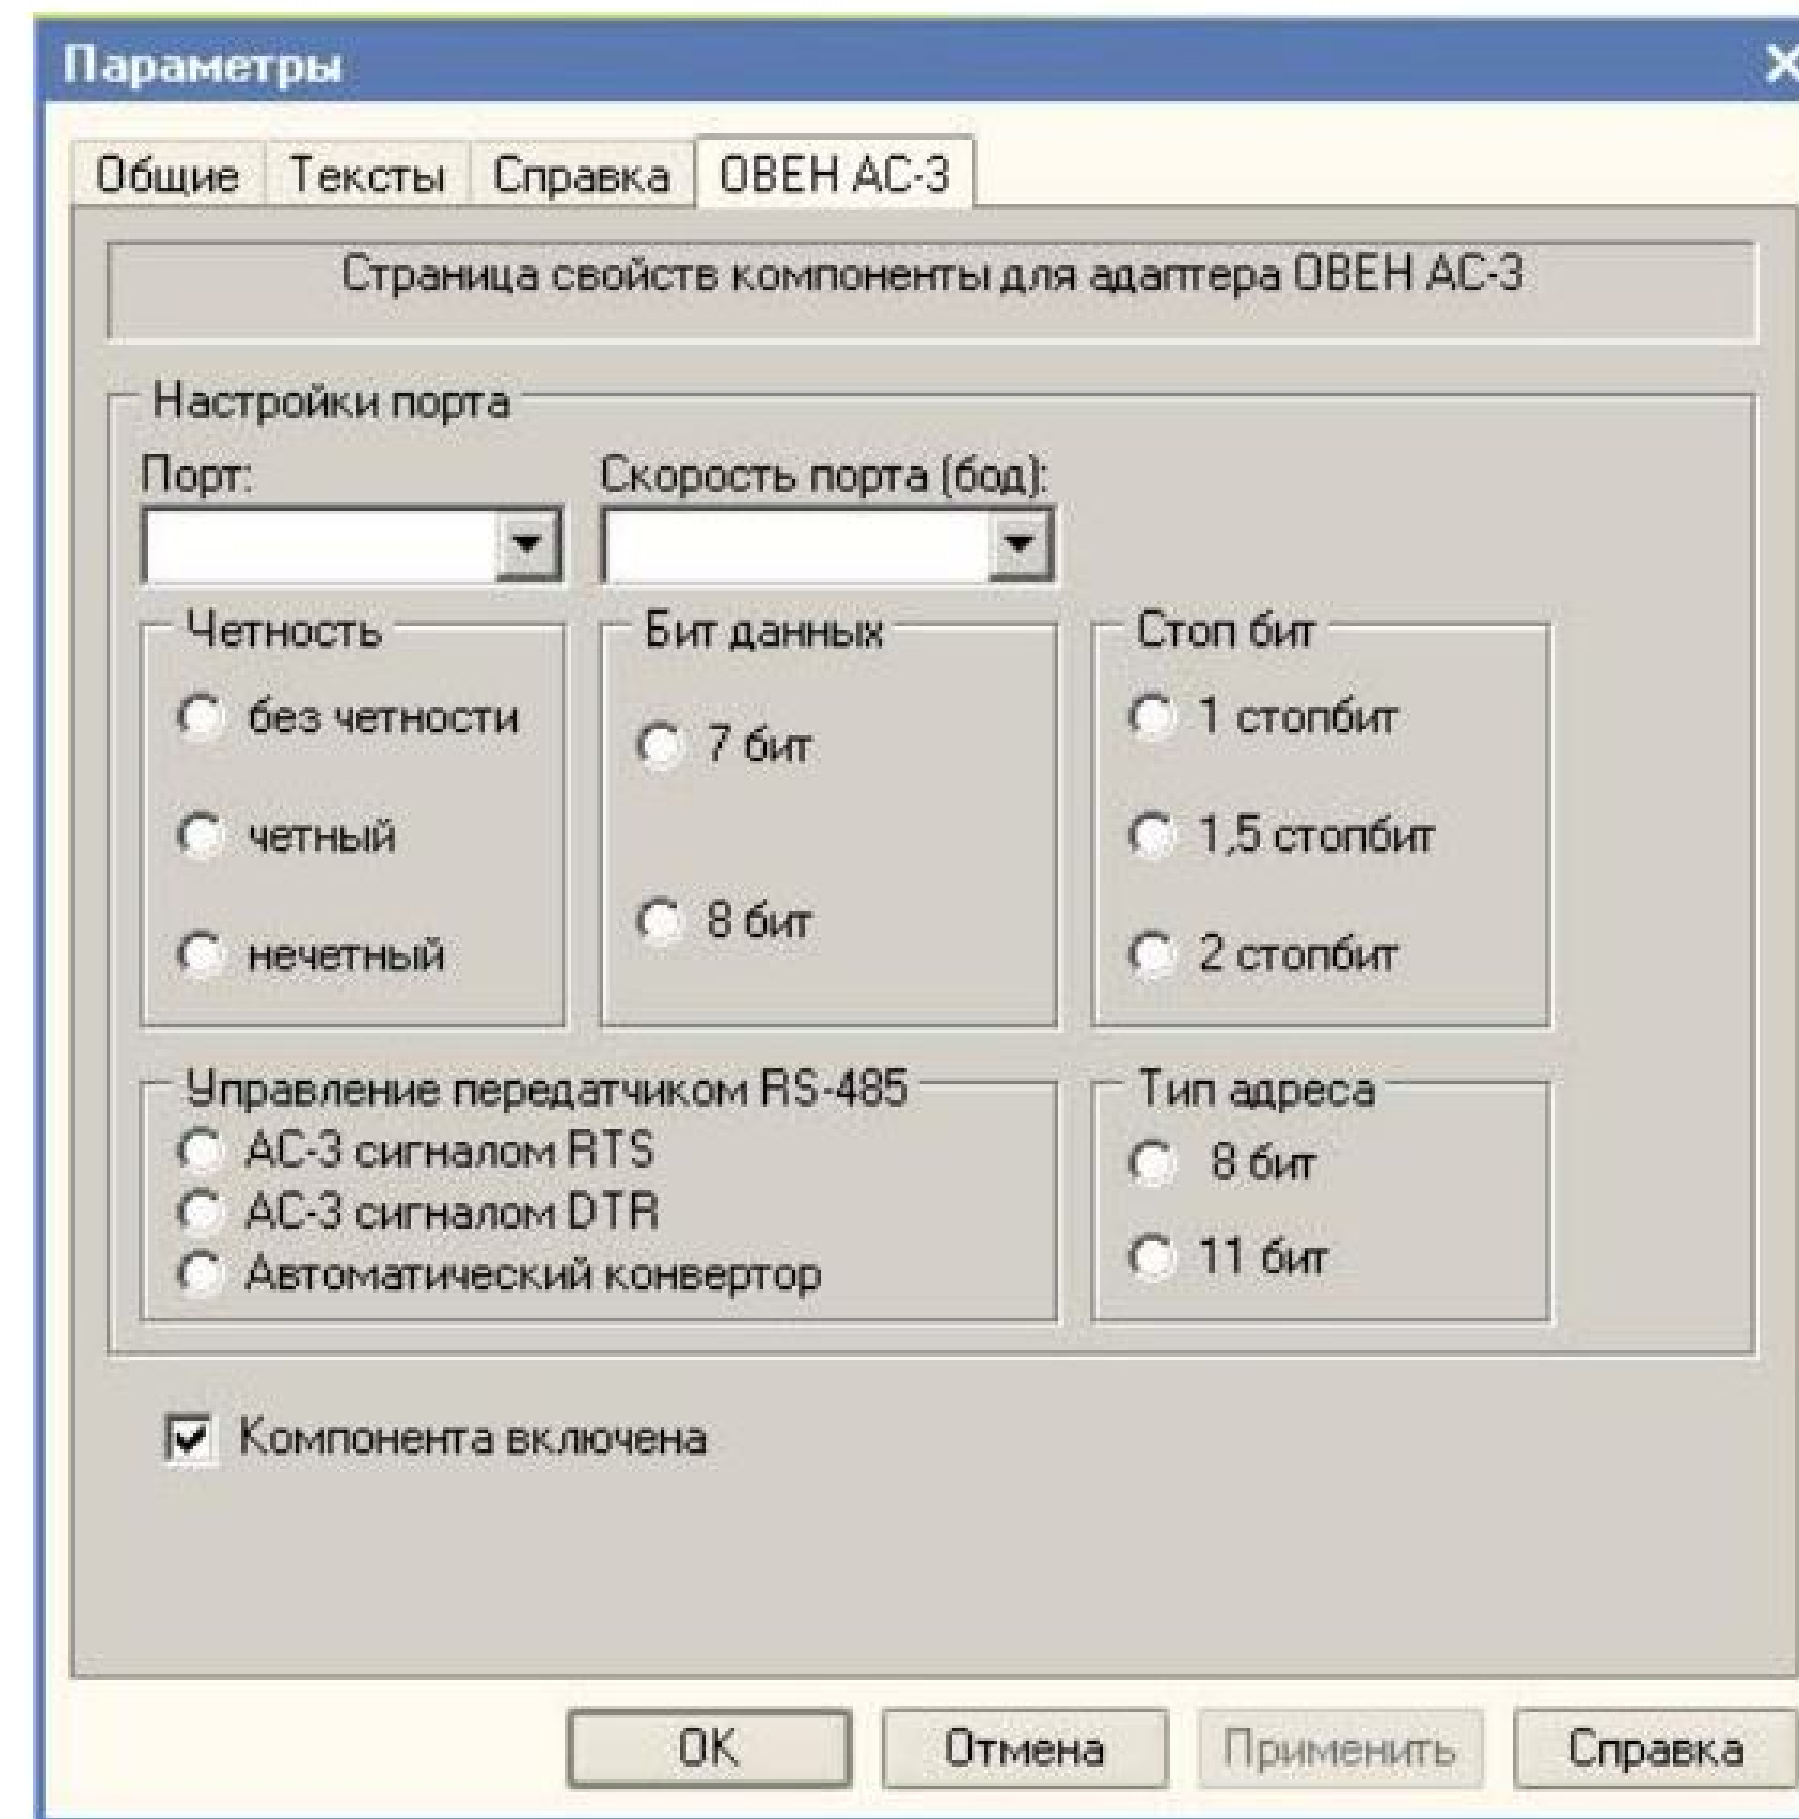 Параметры
Общие Тексты Справка ОВЕН АС-3
Страница свойств компоненты для адаптера ОВЕН АС-3
Настройки порта
Порт: Скорость порта (бод):
Четность Бит данных Стоп бит
без четности 7 бит 1 стопбит
четный 1,5 стопбит
нечетный 8 бит 2 стопбит
Управление передатчиком RS-485 Тип адреса
АС-3 сигналом RTS 8 бит
АС-3 сигналом DTR
Автоматический конвертор 11 бит
Компонента включена
OK Отмена Применить Справка